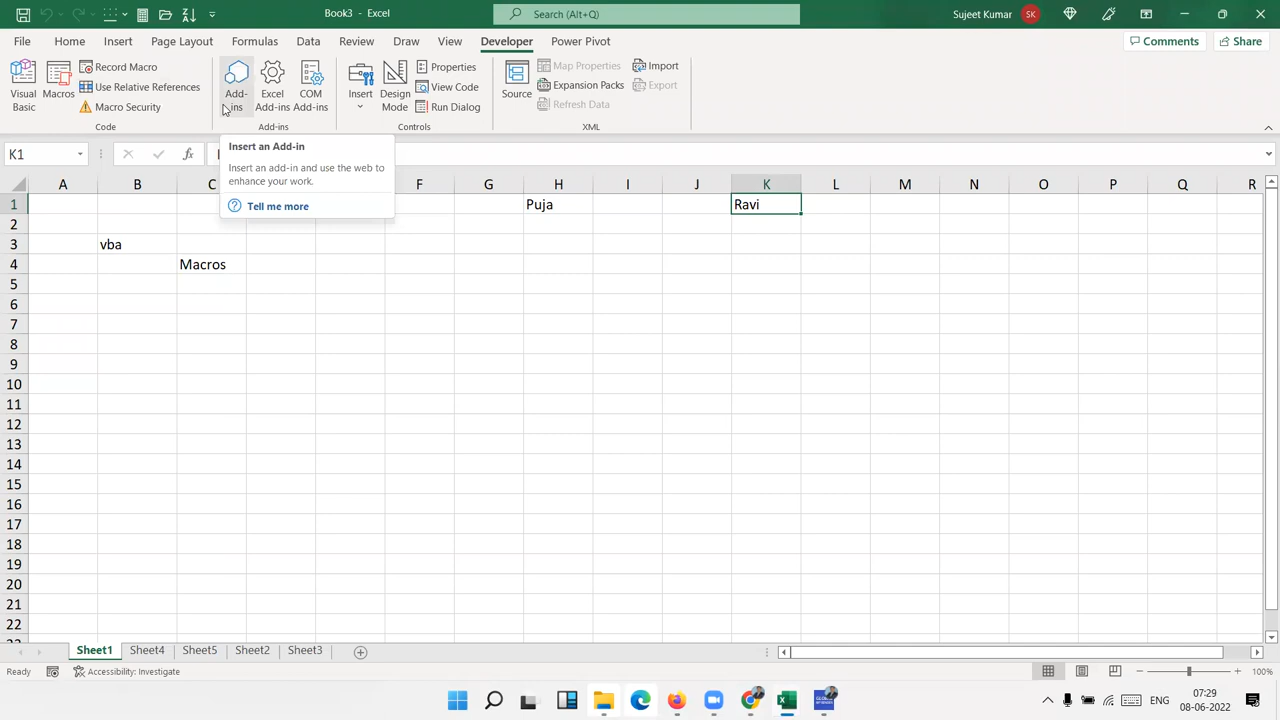 Book3 - Excel
Search (Alt+Q)
Sujeet Kumar
SK
File
Home
Insert
Page Layout
Formulas
Data
Review
Draw
View
Developer
Power Pivot
Comments
Share
Visual
Basic
Macros
Record Macro
Use Relative References
Macro Security
Code
Add-
ins
Excel
Add-ins
COM
Add-ins
Add-ins
Insert
Design
Mode
Properties
View Code
Run Dialog
Controls
Source
Map Properties
Expansion Packs
Refresh Data
Import
Export
XML
K1
fx
Insert an Add-in
Insert an add-in and use the web to
enhance your work.
Tell me more
A B C F G H I J K L M N O P Q R
1 Puja Ravi
2
3 vba
4 Macros
5
6
7
8
9
10
11
12
13
14
15
16
17
18
19
20
21
22
23
Sheet1 Sheet4 Sheet5 Sheet2 Sheet3
Ready
Accessibility: Investigate
100%
ENG
07:29
08-06-2022